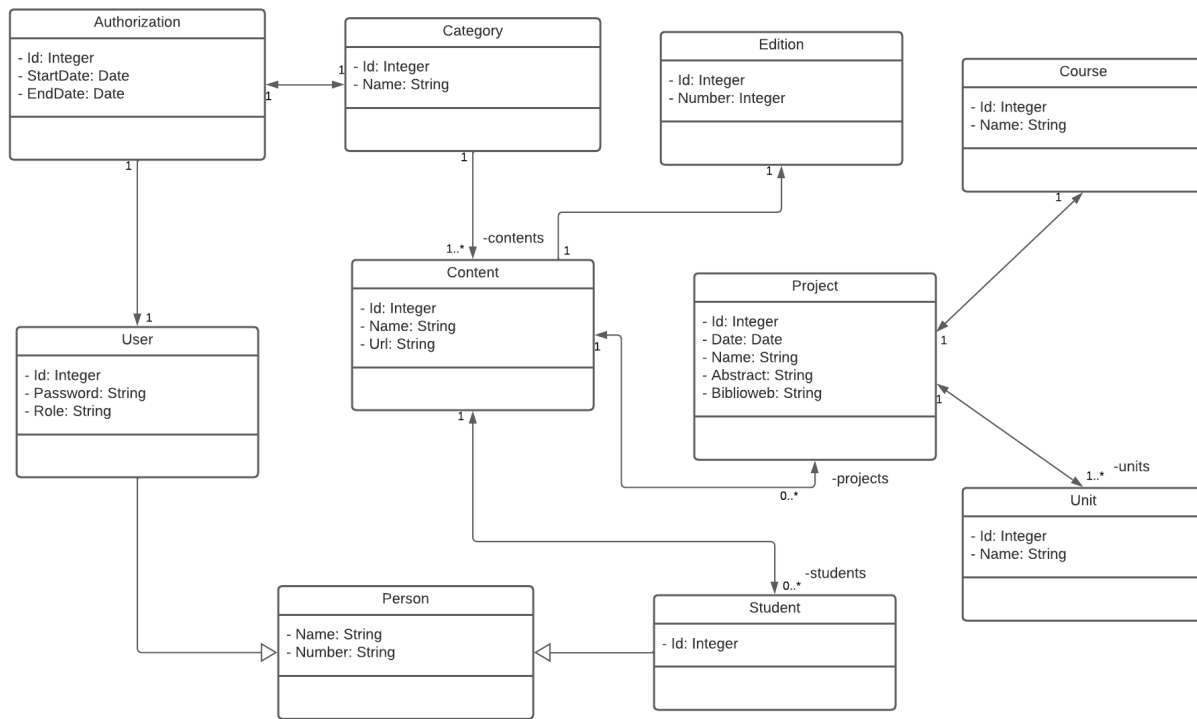 Authorization
- Id: Integer
- StartDate: Date
- EndDate: Date
1
1
Category
- Id: Integer
- Name: String
1
1
Edition
- Id: Integer
- Number: Integer
1
Course
- Id: Integer
- Name: String
1
1..*
-contents
1
Content
- Id: Integer
- Name: String
- Url: String
1
1
Project
- Id: Integer
- Date: Date
- Name: String
- Abstract: String
- Biblioweb: String
1
1
0..*
-projects
1..*
-units
Unit
- Id: Integer
- Name: String
1
User
- Id: Integer
- Password: String
- Role: String
Person
- Name: String
- Number: String
-students
0..*
Student
- Id: Integer